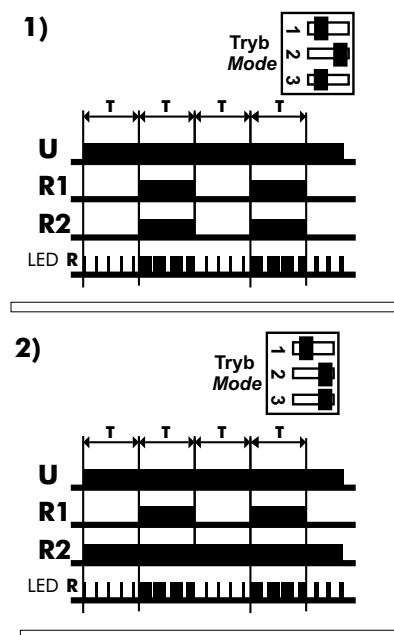 1)
Tryb
Mode
1
2
3
T T T T
U
R1
R2
LED R
2)
Tryb
Mode
1
2
3
T T T T
U
R1
R2
LED R